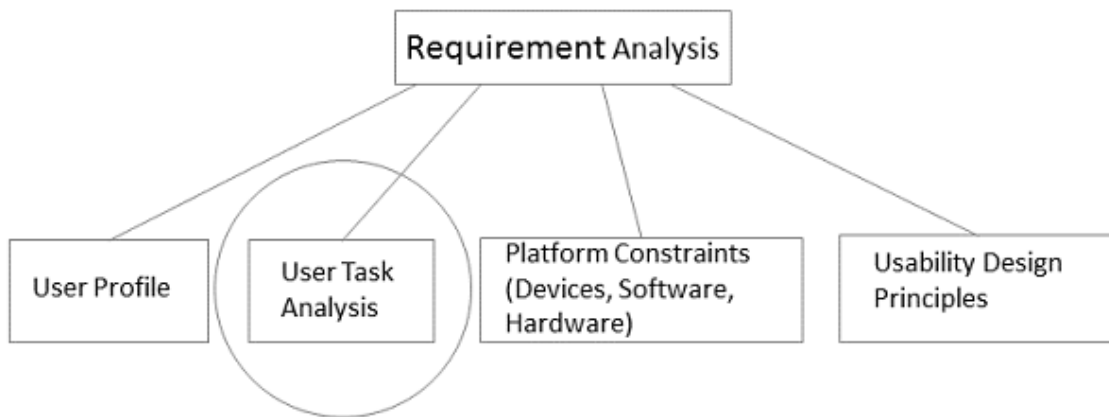 Requirement Analysis
User Profile
User Task
Analysis
Platform Constraints
(Devices, Software,
Hardware)
Usability Design
Principles